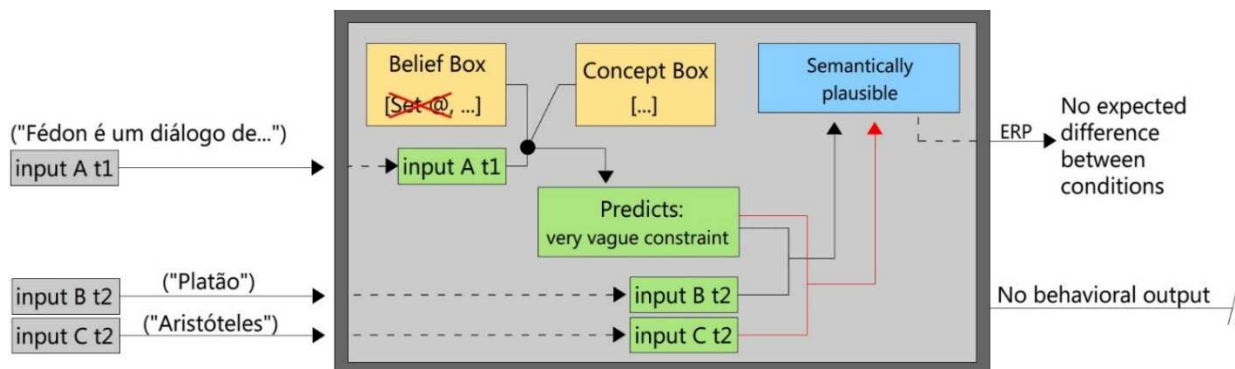 Belief Box
[Set @, ...]
Concept Box
[...]
Semantically
plausible
("Fédon é um diálogo de...")
input A t1
input A t1
ERP
No expected
difference
between
conditions
Predicts:
very vague constraint
("Platão")
input B t2
input B t2
No behavioral output
("Aristóteles")
input C t2
input C t2